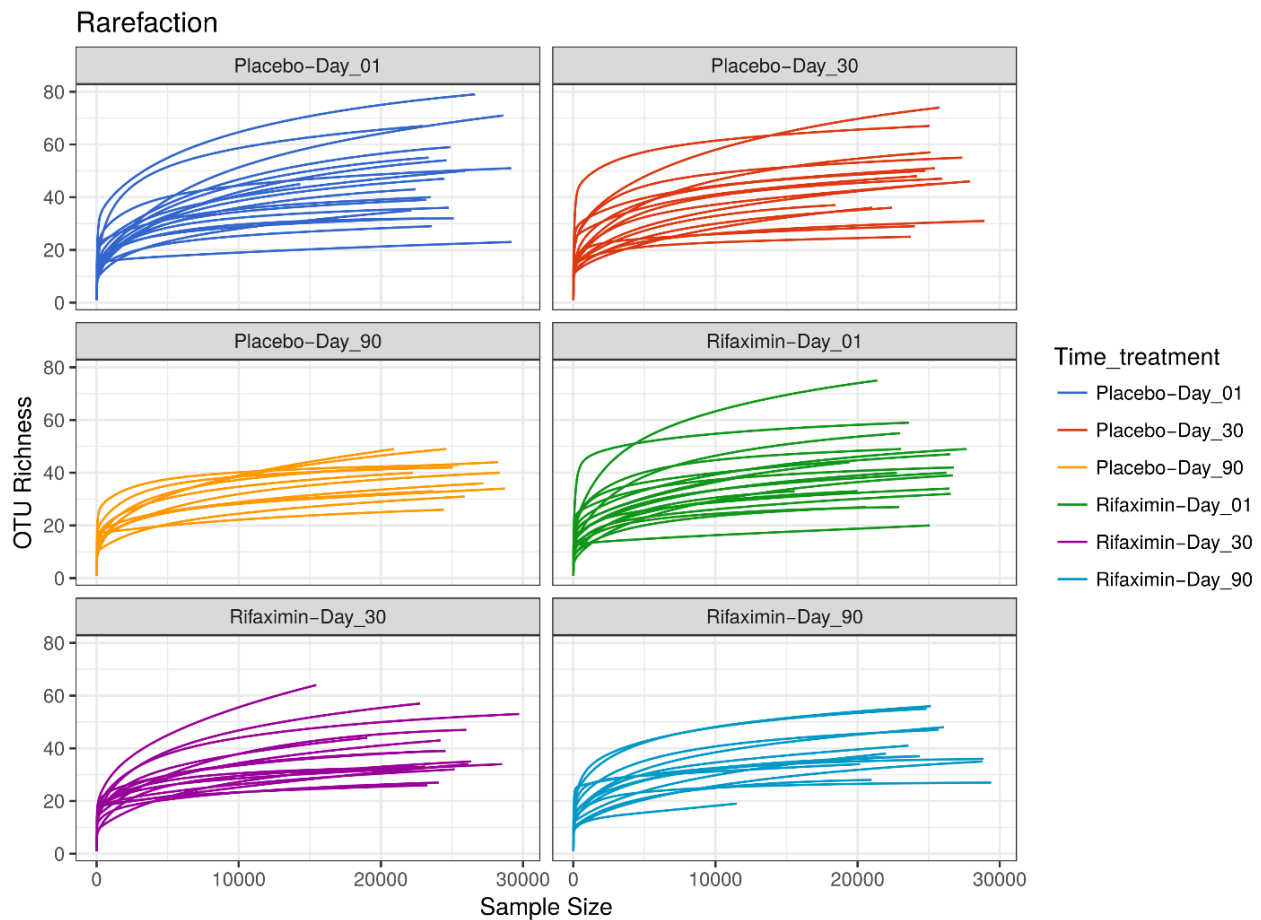 Rarefaction
Placebo−Day_01
Placebo−Day_30
80
60
40
20
0
Placebo−Day_90
Rifaximin−Day_01
80
60
40
20
0
Rifaximin−Day_30
Rifaximin−Day_90
80
60
40
20
0
0 10000 20000 30000
0 10000 20000 30000
Sample Size
OTU Richness
Time_treatment
Placebo−Day_01
Placebo−Day_30
Placebo−Day_90
Rifaximin−Day_01
Rifaximin−Day_30
Rifaximin−Day_90